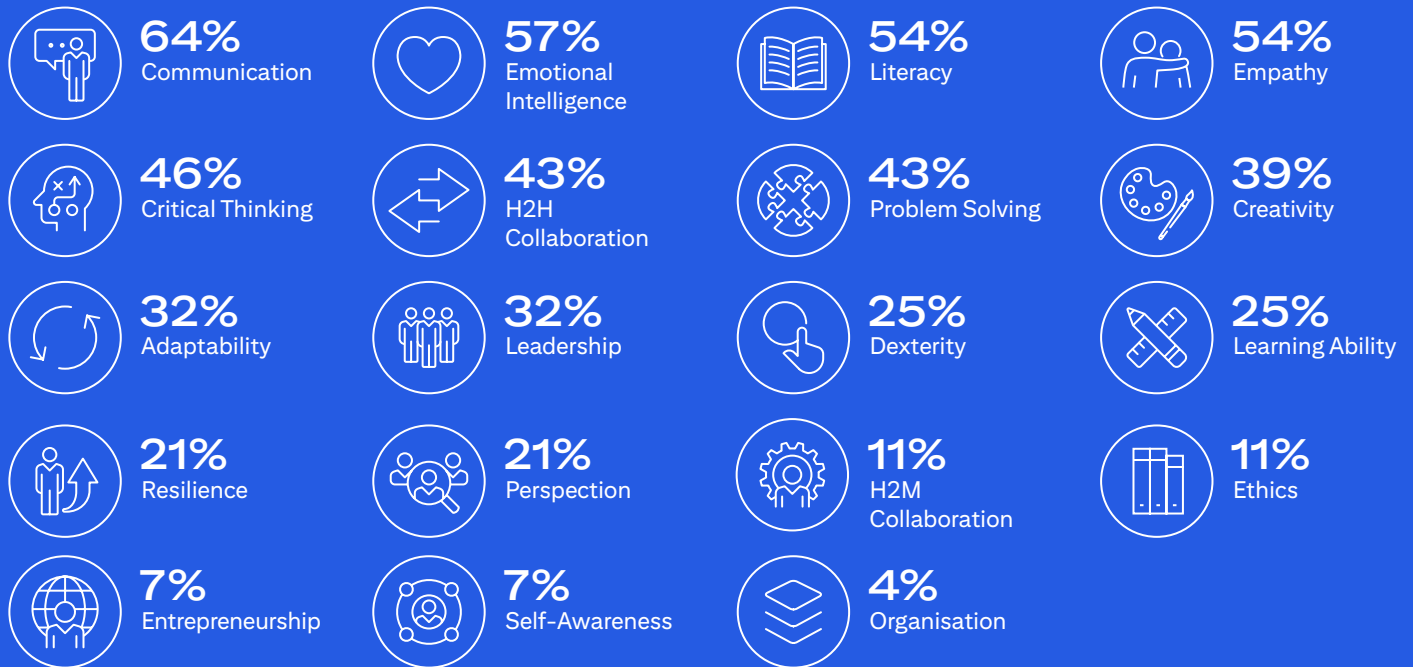 64%
Communication
57%
Emotional
Intelligence
54%
Literacy
54%
Empathy
46%
Critical Thinking
43%
H2H
Collaboration
43%
Problem Solving
39%
Creativity
32%
Adaptability
32%
Leadership
25%
Dexterity
25%
Learning Ability
21%
Resilience
21%
Perspection
11%
H2M
Collaboration
11%
Ethics
7%
Entrepreneurship
7%
Self-Awareness
4%
Organisation